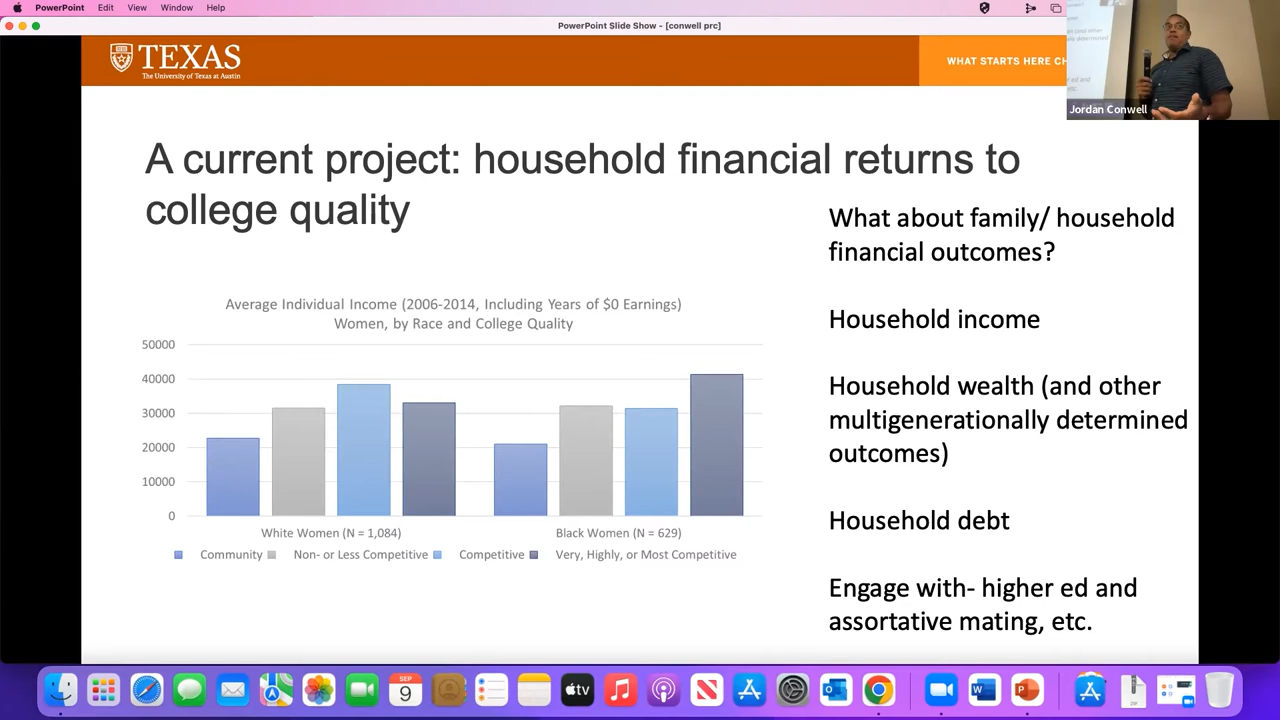 PowerPoint Edit View Window Help
PowerPoint Slide Show - [conwell prc]
TEXAS
The University of Texas at Austin
WHAT STARTS HERE CH
Jordan Conwell
A current project: household financial returns to
college quality
What about family/ household
financial outcomes?
Household income
Household wealth (and other
multigenerationally determined
outcomes)
Household debt
Engage with- higher ed and
assortative mating, etc.
Average Individual Income (2006-2014, Including Years of $0 Earnings)
Women, by Race and College Quality
50000
40000
30000
20000
10000
0
White Women (N = 1,084) Black Women (N = 629)
Community Non- or Less Competitive Competitive Very, Highly, or Most Competitive
SEP
9
tv
ZIP